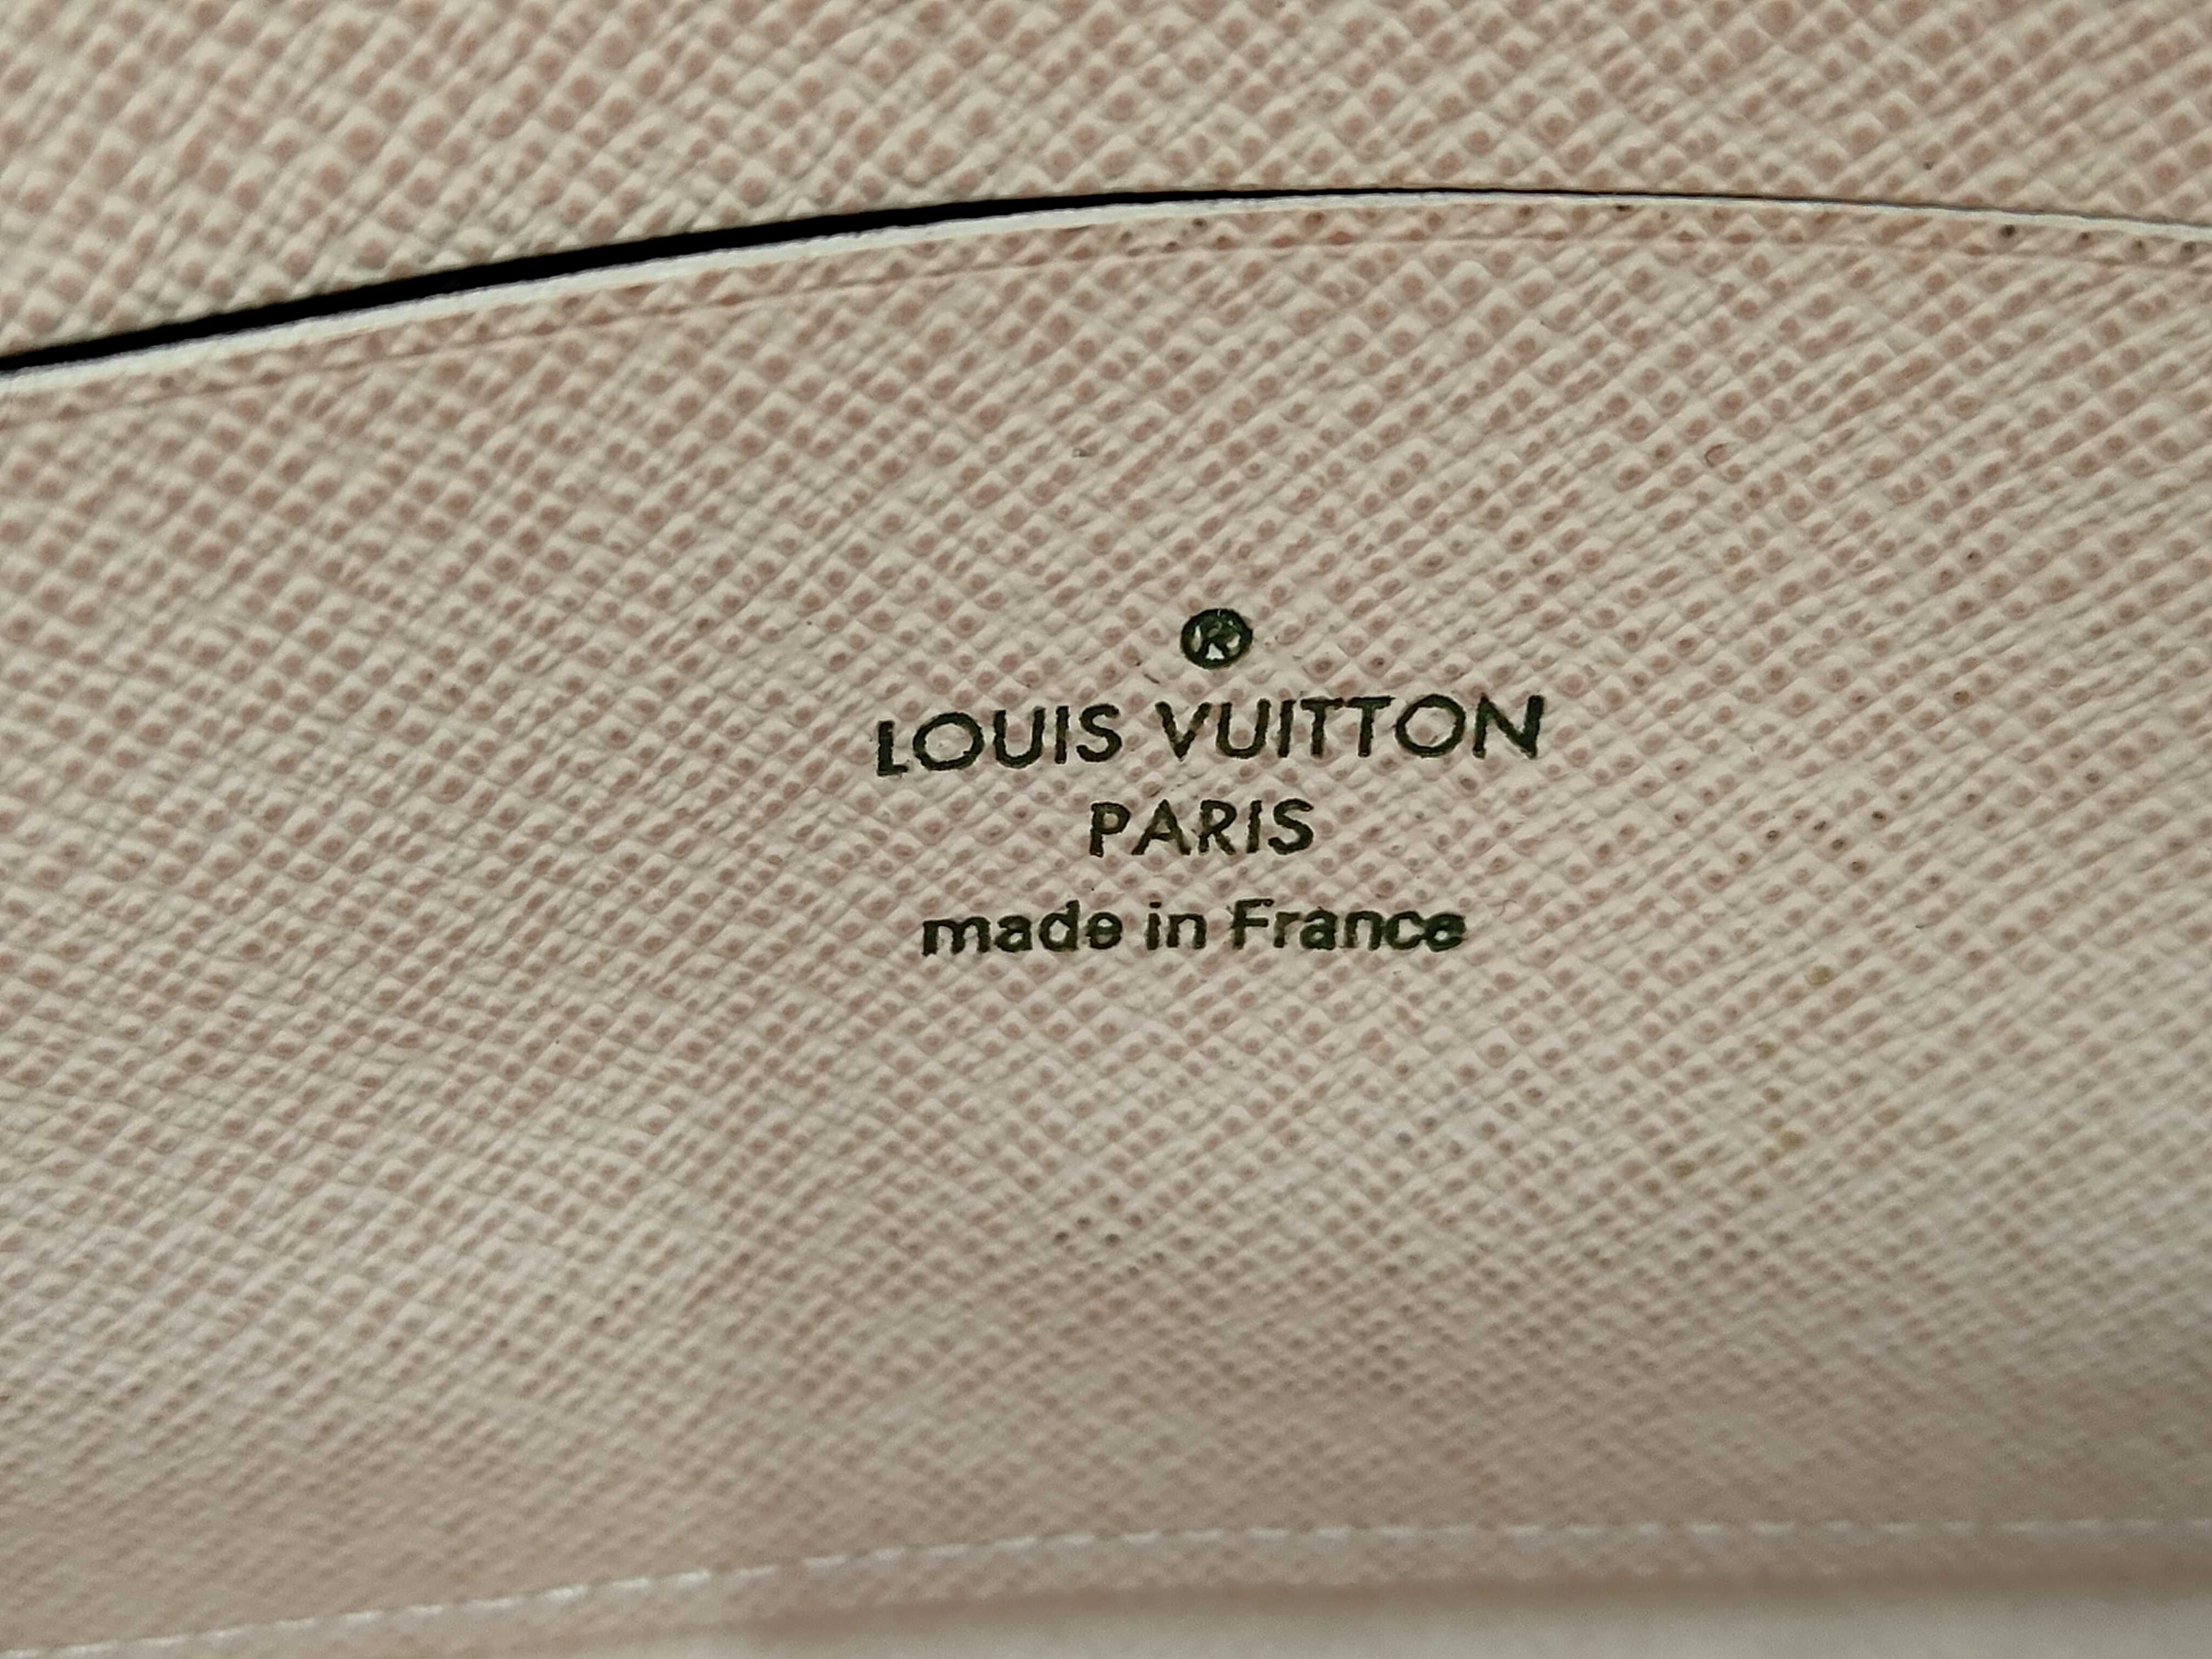 ®
LOUIS VUITTON
PARIS
made in France